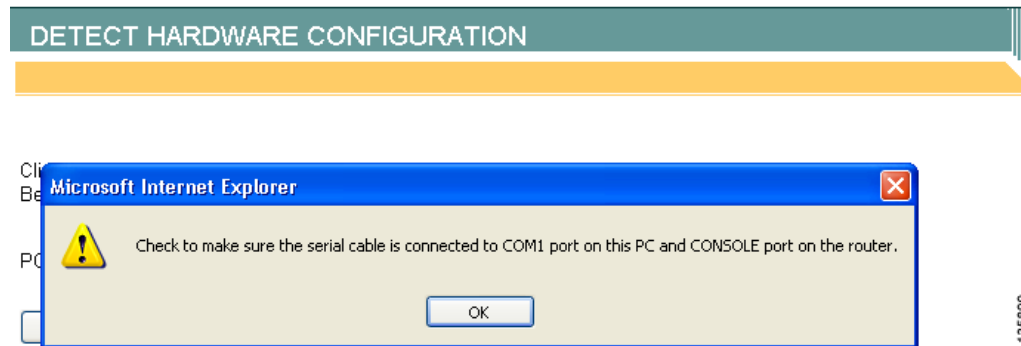 DETECT HARDWARE CONFIGURATION
Microsoft Internet Explorer
Check to make sure the serial cable is connected to COM1 port on this PC and CONSOLE port on the router.
OK